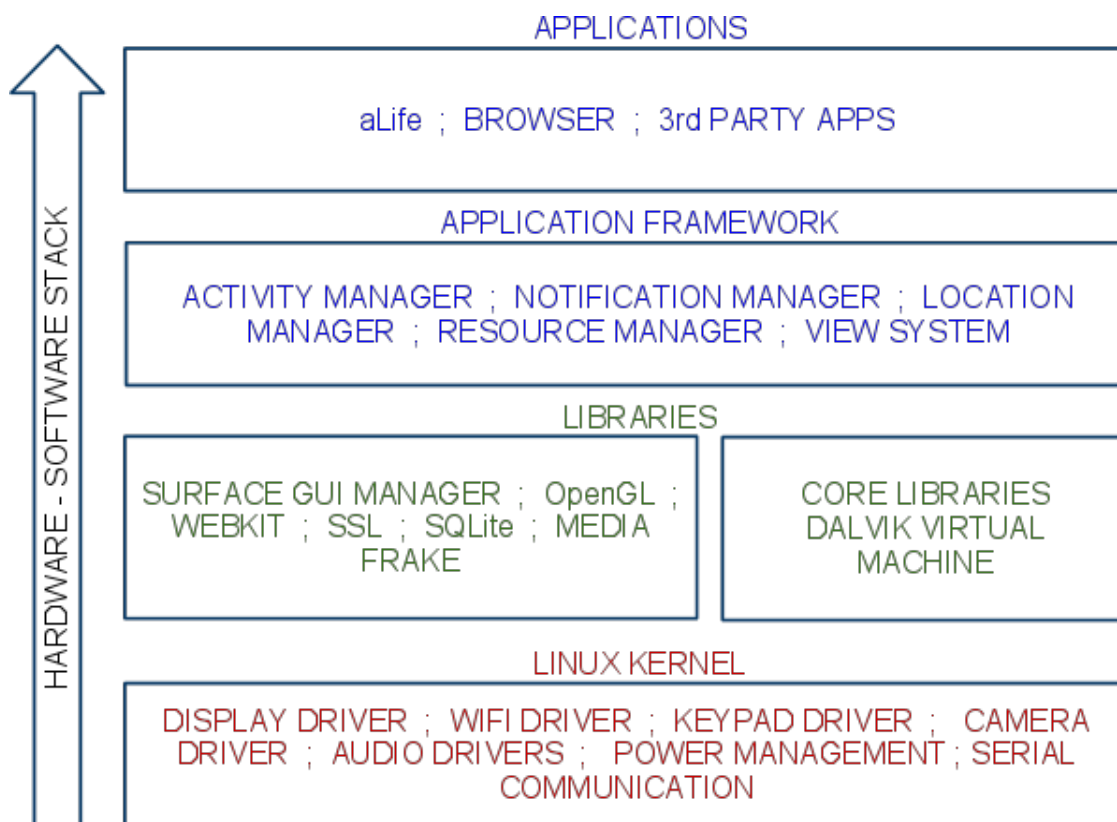 APPLICATIONS
aLife ; BROWSER ; 3rd PARTY APPS
APPLICATION FRAMEWORK
ACTIVITY MANAGER ; NOTIFICATION MANAGER ; LOCATION
MANAGER ; RESOURCE MANAGER ; VIEW SYSTEM
LIBRARIES
SURFACE GUI MANAGER ; OpenGL ;
WEBKIT ; SSL ; SQLite ; MEDIA
FRAKE
CORE LIBRARIES
DALVIK VIRTUAL
MACHINE
LINUX KERNEL
DISPLAY DRIVER ; WIFI DRIVER ; KEYPAD DRIVER ; CAMERA
DRIVER ; AUDIO DRIVERS ; POWER MANAGEMENT ; SERIAL
COMMUNICATION
HARDWARE - SOFTWARE STACK